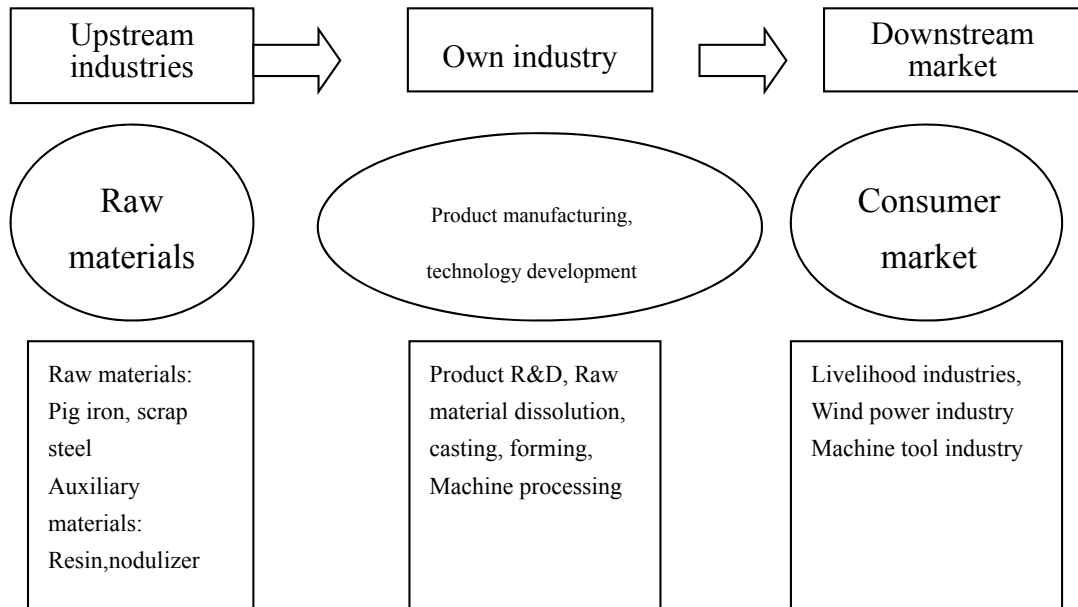 Upstream
industries
Own industry
Downstream
market
Raw
materials
Product manufacturing,
technology development
Consumer
market
Raw materials:
Pig iron, scrap
steel
Auxiliary
materials:
Resin,nodulizer
Product R&D, Raw
material dissolution,
casting, forming,
Machine processing
Livelihood industries,
Wind power industry
Machine tool industry